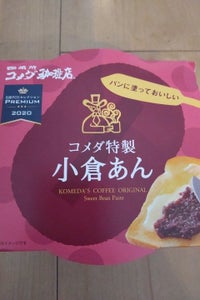 珈琲所
コメダ珈琲店
パンに塗っておいしい
PREMIUM
2020
コメダ特製
小倉あん
KOMEDA'S COFFEE ORIGINAL
Sweet Bean Paste